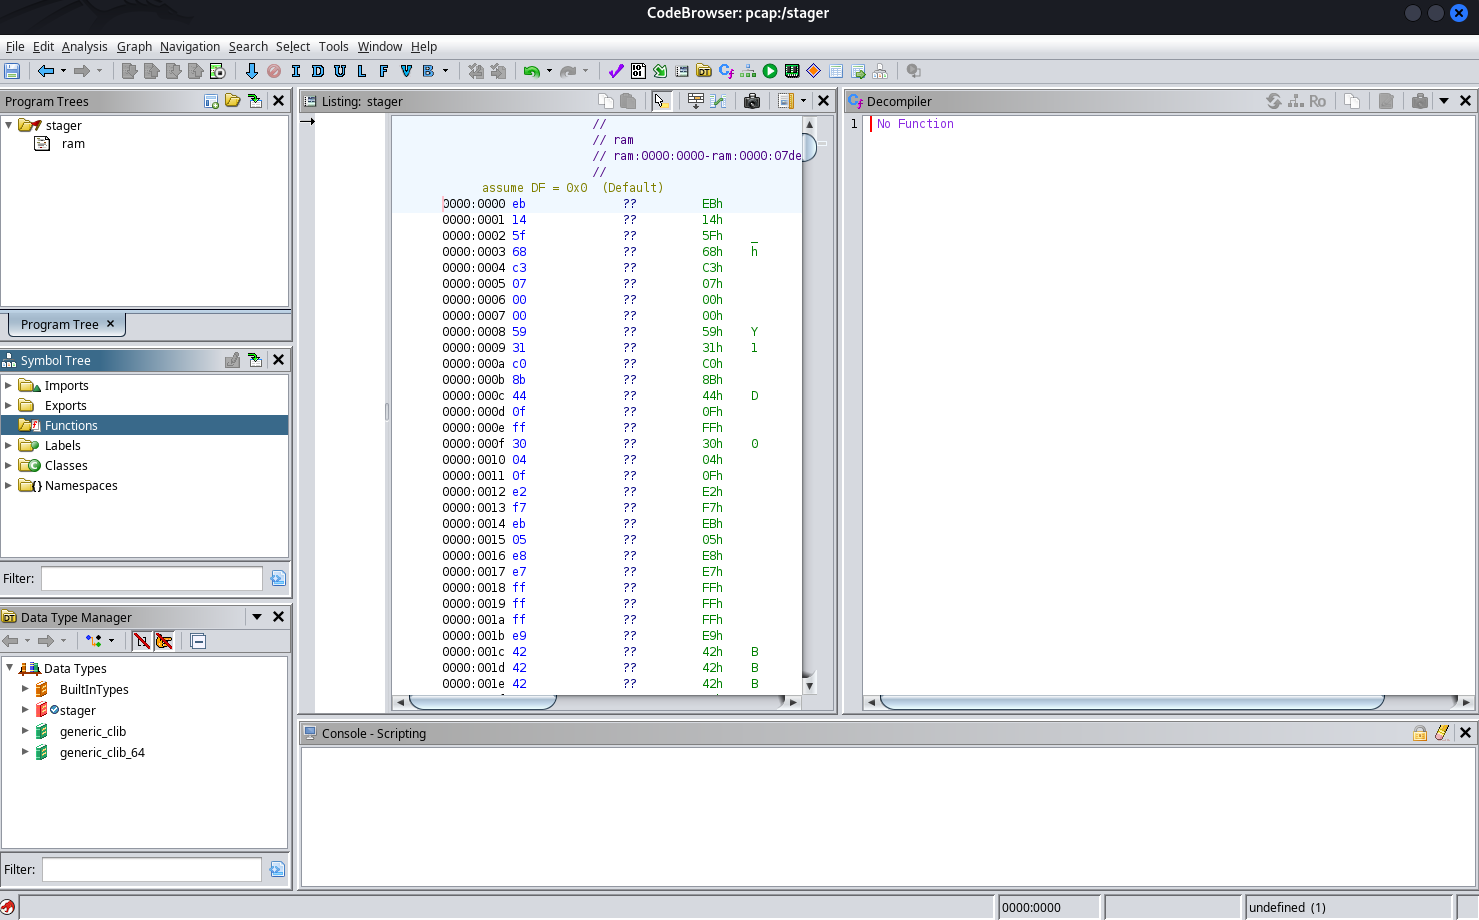 CodeBrowser: pcap:/stager
File Edit Analysis Graph Navigation Search Select Tools Window Help
I D U L F V B
Program Trees
stager
ram
Program Tree
Symbol Tree
Imports
Exports
Functions
Labels
Classes
Namespaces
Filter:
Data Type Manager
Data Types
BuiltInTypes
stager
generic_clib
generic_clib_64
Filter:
Listing: stager
//
// ram
// ram:0000:0000-ram:0000:07de
//
assume DF = 0x0 (Default)
0000:0000 eb ?? EBh
0000:0001 14 ?? 14h
0000:0002 5f ?? 5Fh _
0000:0003 68 ?? 68h h
0000:0004 c3 ?? C3h
0000:0005 07 ?? 07h
0000:0006 00 ?? 00h
0000:0007 00 ?? 00h
0000:0008 59 ?? 59h Y
0000:0009 31 ?? 31h 1
0000:000a c0 ?? C0h
0000:000b 8b ?? 8Bh
0000:000c 44 ?? 44h D
0000:000d 0f ?? 0Fh
0000:000e ff ?? FFh
0000:000f 30 ?? 30h 0
0000:0010 04 ?? 04h
0000:0011 0f ?? 0Fh
0000:0012 e2 ?? E2h
0000:0013 f7 ?? F7h
0000:0014 eb ?? EBh
0000:0015 05 ?? 05h
0000:0016 e8 ?? E8h
0000:0017 e7 ?? E7h
0000:0018 ff ?? FFh
0000:0019 ff ?? FFh
0000:001a ff ?? FFh
0000:001b e9 ?? E9h
0000:001c 42 ?? 42h B
0000:001d 42 ?? 42h B
0000:001e 42 ?? 42h B
Decompiler
Ro
1 No Function
Console - Scripting
0000:0000
undefined (1)